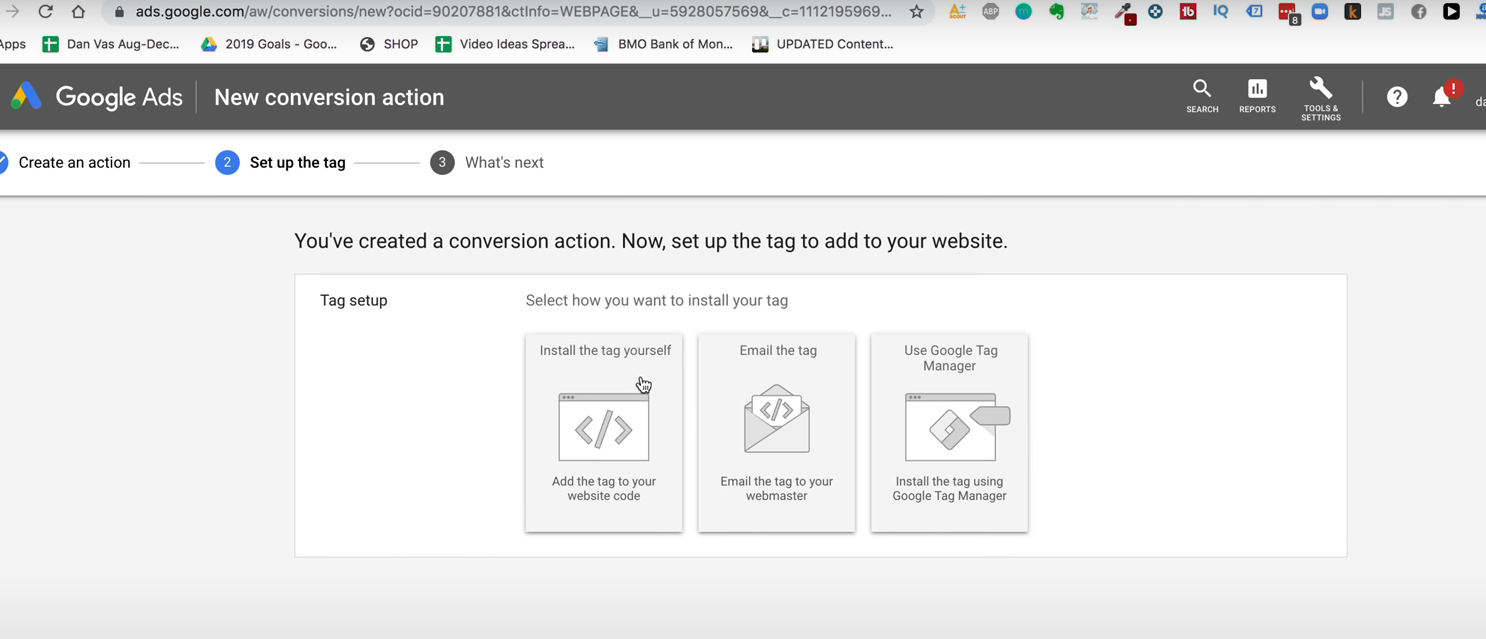 ads.google.com/aw/conversions/new?ocid=90207881&ctInfo=WEBPAGE&__u=5928057569&__c=1112195969...
Apps Dan Vas Aug-Dec... 2019 Goals - Goo... SHOP Video Ideas Sprea... BMO Bank of Mon... UPDATED Content...
Google Ads New conversion action
SEARCH REPORTS TOOLS &
SETTINGS
Create an action 2 Set up the tag 3 What's next
You've created a conversion action. Now, set up the tag to add to your website.
Tag setup Select how you want to install your tag
Install the tag yourself
Add the tag to your
website code
Email the tag
Email the tag to your
webmaster
Use Google Tag
Manager
Install the tag using
Google Tag Manager